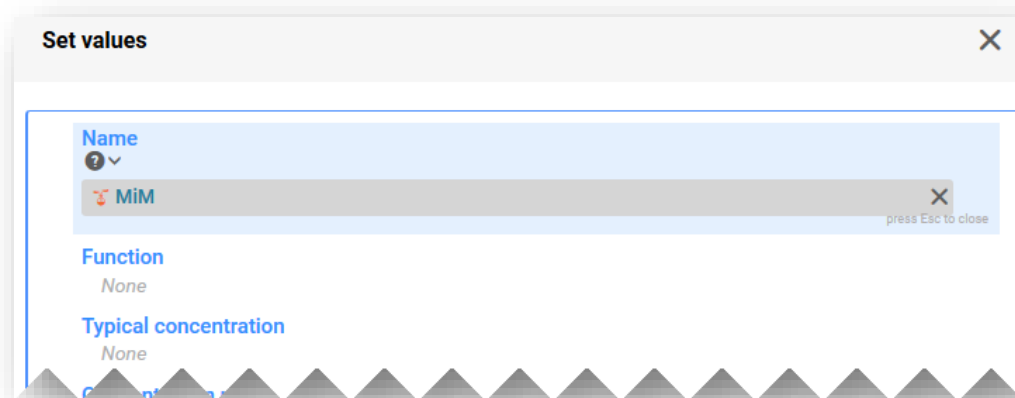 Set values
Name
MiM
press Esc to close
Function
None
Typical concentration
None